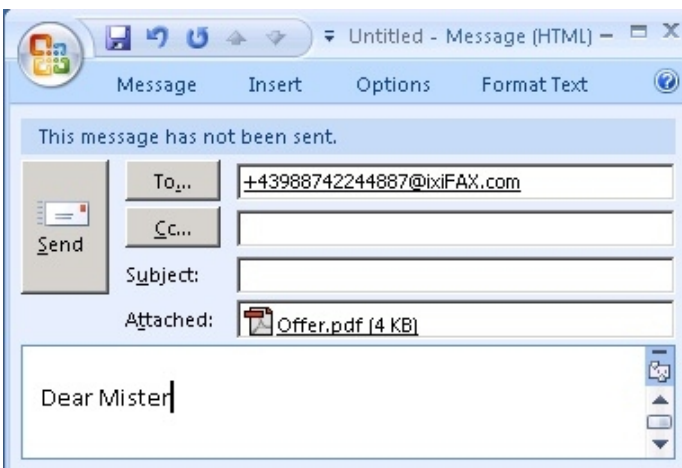 Untitled - Message (HTML)
Message Insert Options Format Text
This message has not been sent.
To... +43988742244887@ixiFAX.com
Send
Cc...
Subject:
Attached: Offer.pdf (4 KB)
Dear Mister